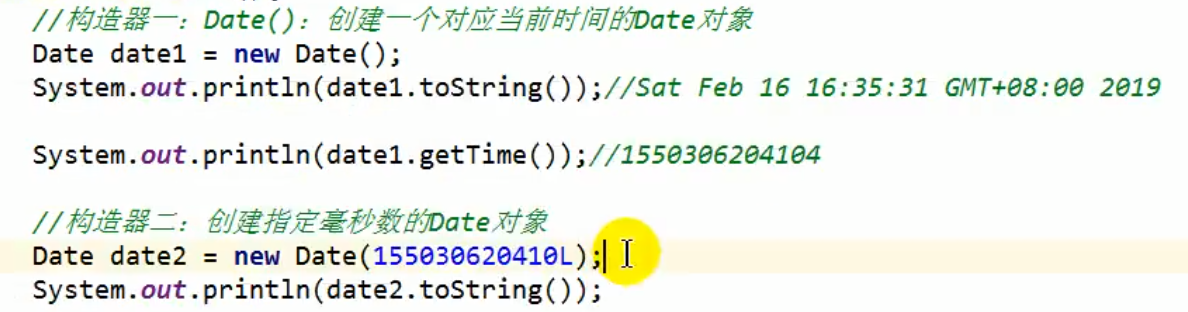 //构造器一：Date()：创建一个对应当前时间的Date对象
Date date1 = new Date();
System.out.println(date1.toString());//Sat Feb 16 16:35:31 GMT+08:00 2019
System.out.println(date1.getTime());//1550306204104
//构造器二：创建指定毫秒数的Date对象
Date date2 = new Date(155030620410L);
System.out.println(date2.toString());